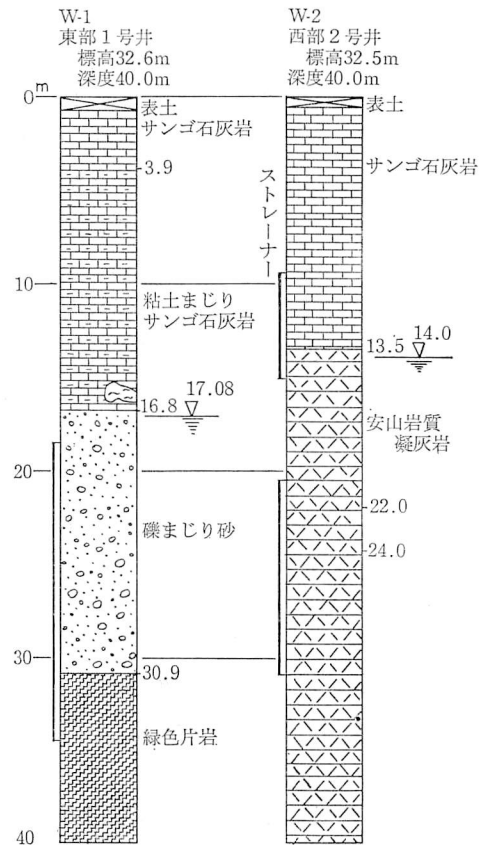 W-1
東部1号井
標高32.6m
深度40.0m
W-2
西部2号井
標高32.5m
深度40.0m
0m
表土
サンゴ石灰岩
3.9
10
粘土まじり
サンゴ石灰岩
16.8
17.08
20
礫まじり砂
30
30.9
緑色片岩
40
ストレーナー
表土
サンゴ石灰岩
13.5
14.0
安山岩質
凝灰岩
22.0
24.0